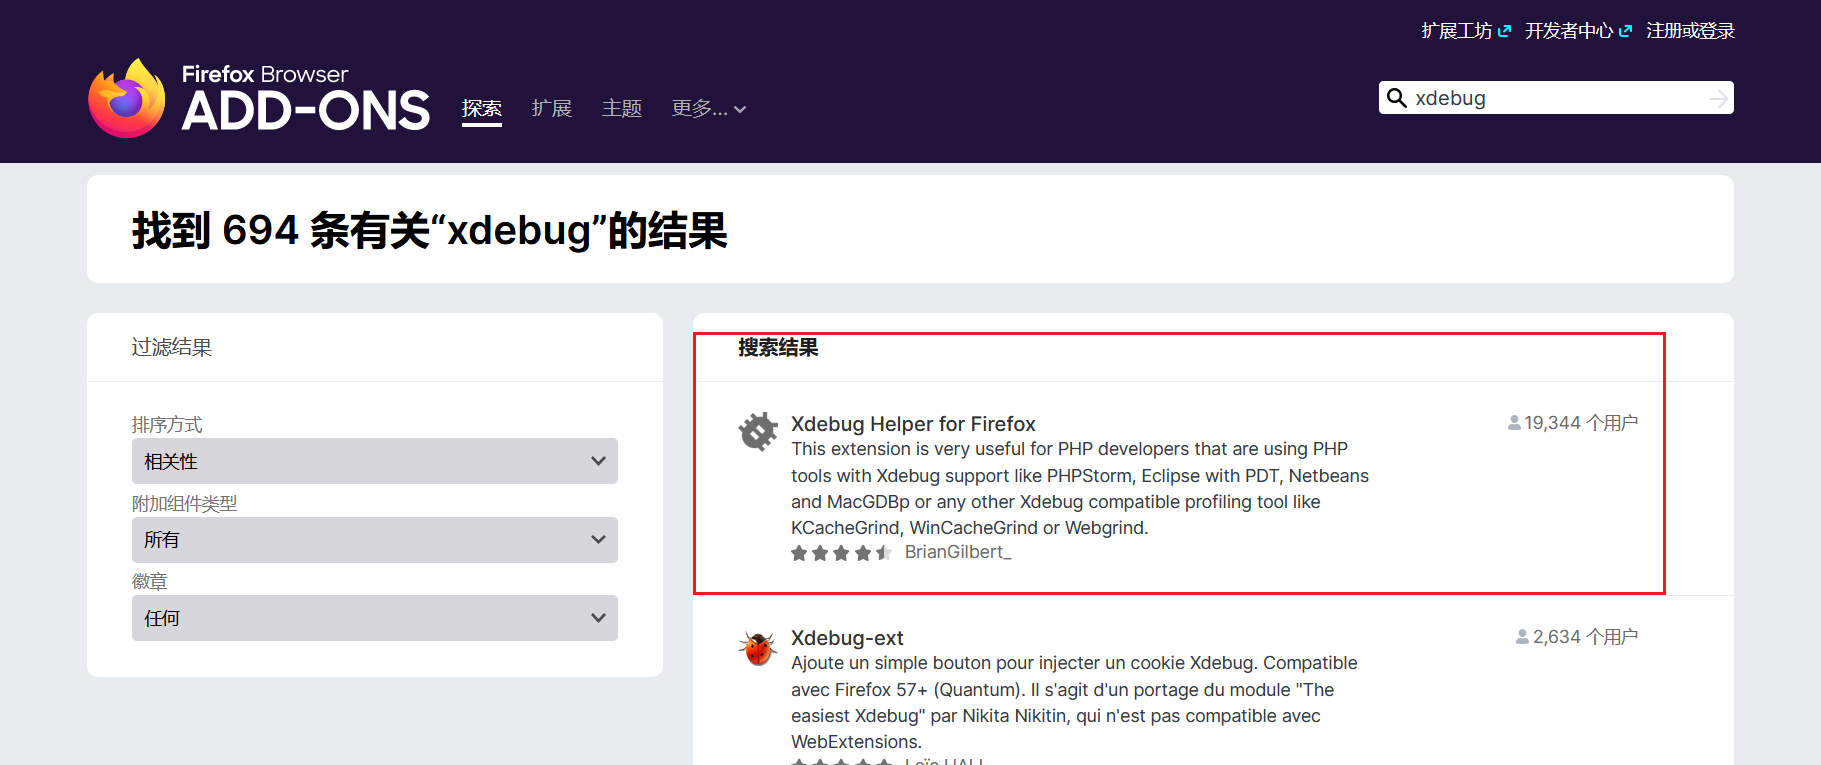 扩展工坊 开发者中心 注册或登录
Firefox Browser
ADD-ONS 探索 扩展 主题 更多...
xdebug
找到 694 条有关“xdebug”的结果
过滤结果
排序方式
相关性
附加组件类型
所有
徽章
任何
搜索结果
Xdebug Helper for Firefox
19,344 个用户
This extension is very useful for PHP developers that are using PHP
tools with Xdebug support like PHPStorm, Eclipse with PDT, Netbeans
and MacGDBp or any other Xdebug compatible profiling tool like
KCacheGrind, WinCacheGrind or Webgrind.
BrianGilbert_
Xdebug-ext
2,634 个用户
Ajoute un simple bouton pour injecter un cookie Xdebug. Compatible
avec Firefox 57+ (Quantum). Il s'agit d'un portage du module "The
easiest Xdebug" par Nikita Nikitin, qui n'est pas compatible avec
WebExtensions.